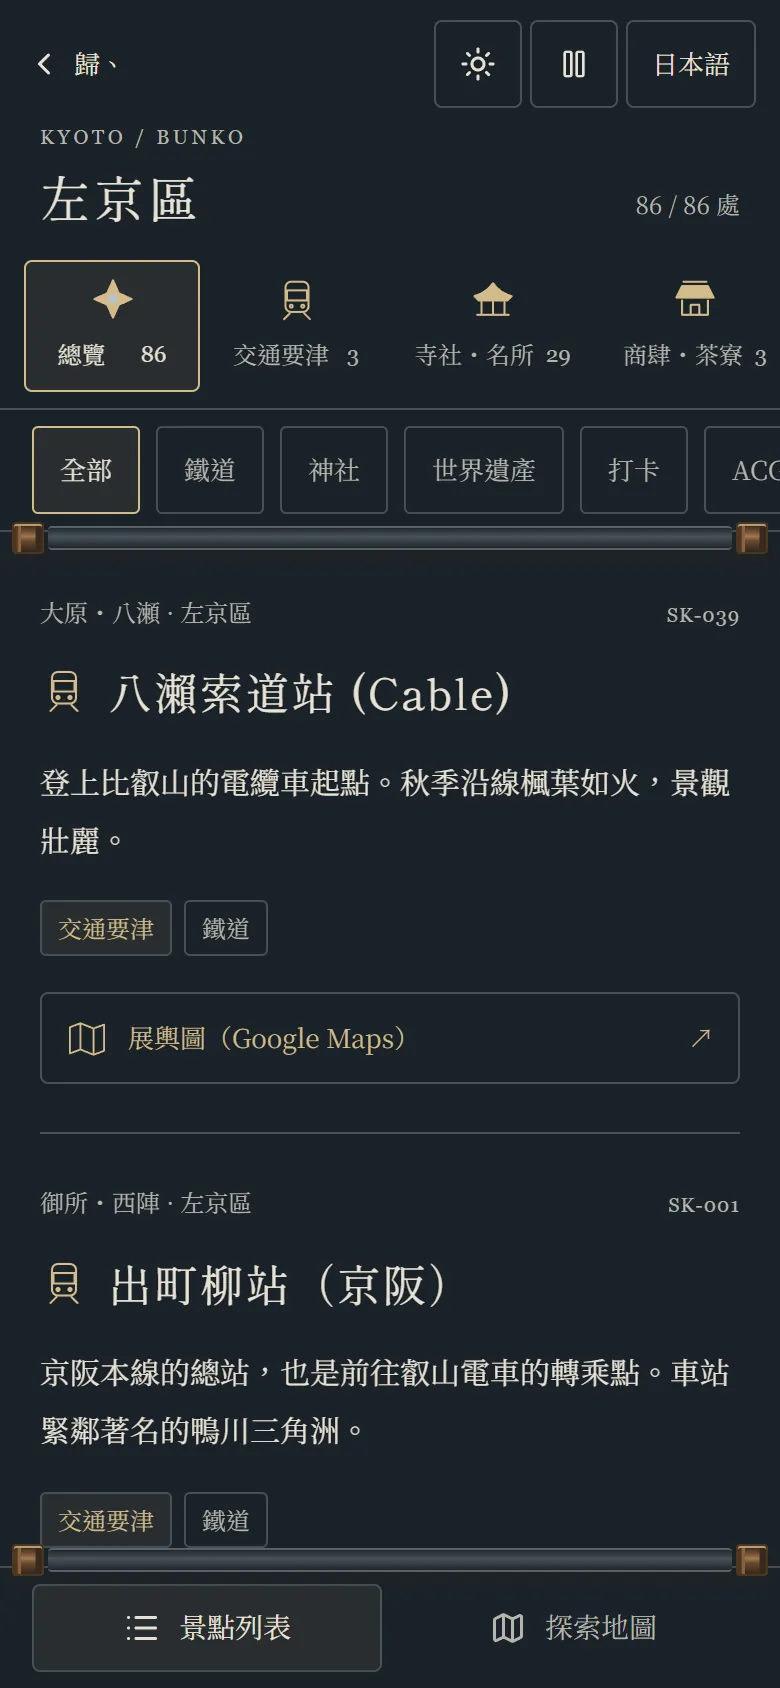 歸、
日本語
KYOTO / BUNKO
左京區
86 / 86 處
總覽 86
交通要津 3
寺社・名所 29
商肆・茶寮 3
全部
鐵道
神社
世界遺產
打卡
ACG
大原・八瀬 · 左京區
SK-039
八瀨索道站 (Cable)
登上比叡山的電纜車起點。秋季沿線楓葉如火，景觀
壯麗。
交通要津
鐵道
展輿圖（Google Maps）
御所・西陣 · 左京區
SK-001
出町柳站（京阪）
京阪本線的總站，也是前往叡山電車的轉乘點。車站
緊鄰著名的鴨川三角洲。
交通要津
鐵道
景點列表
探索地圖